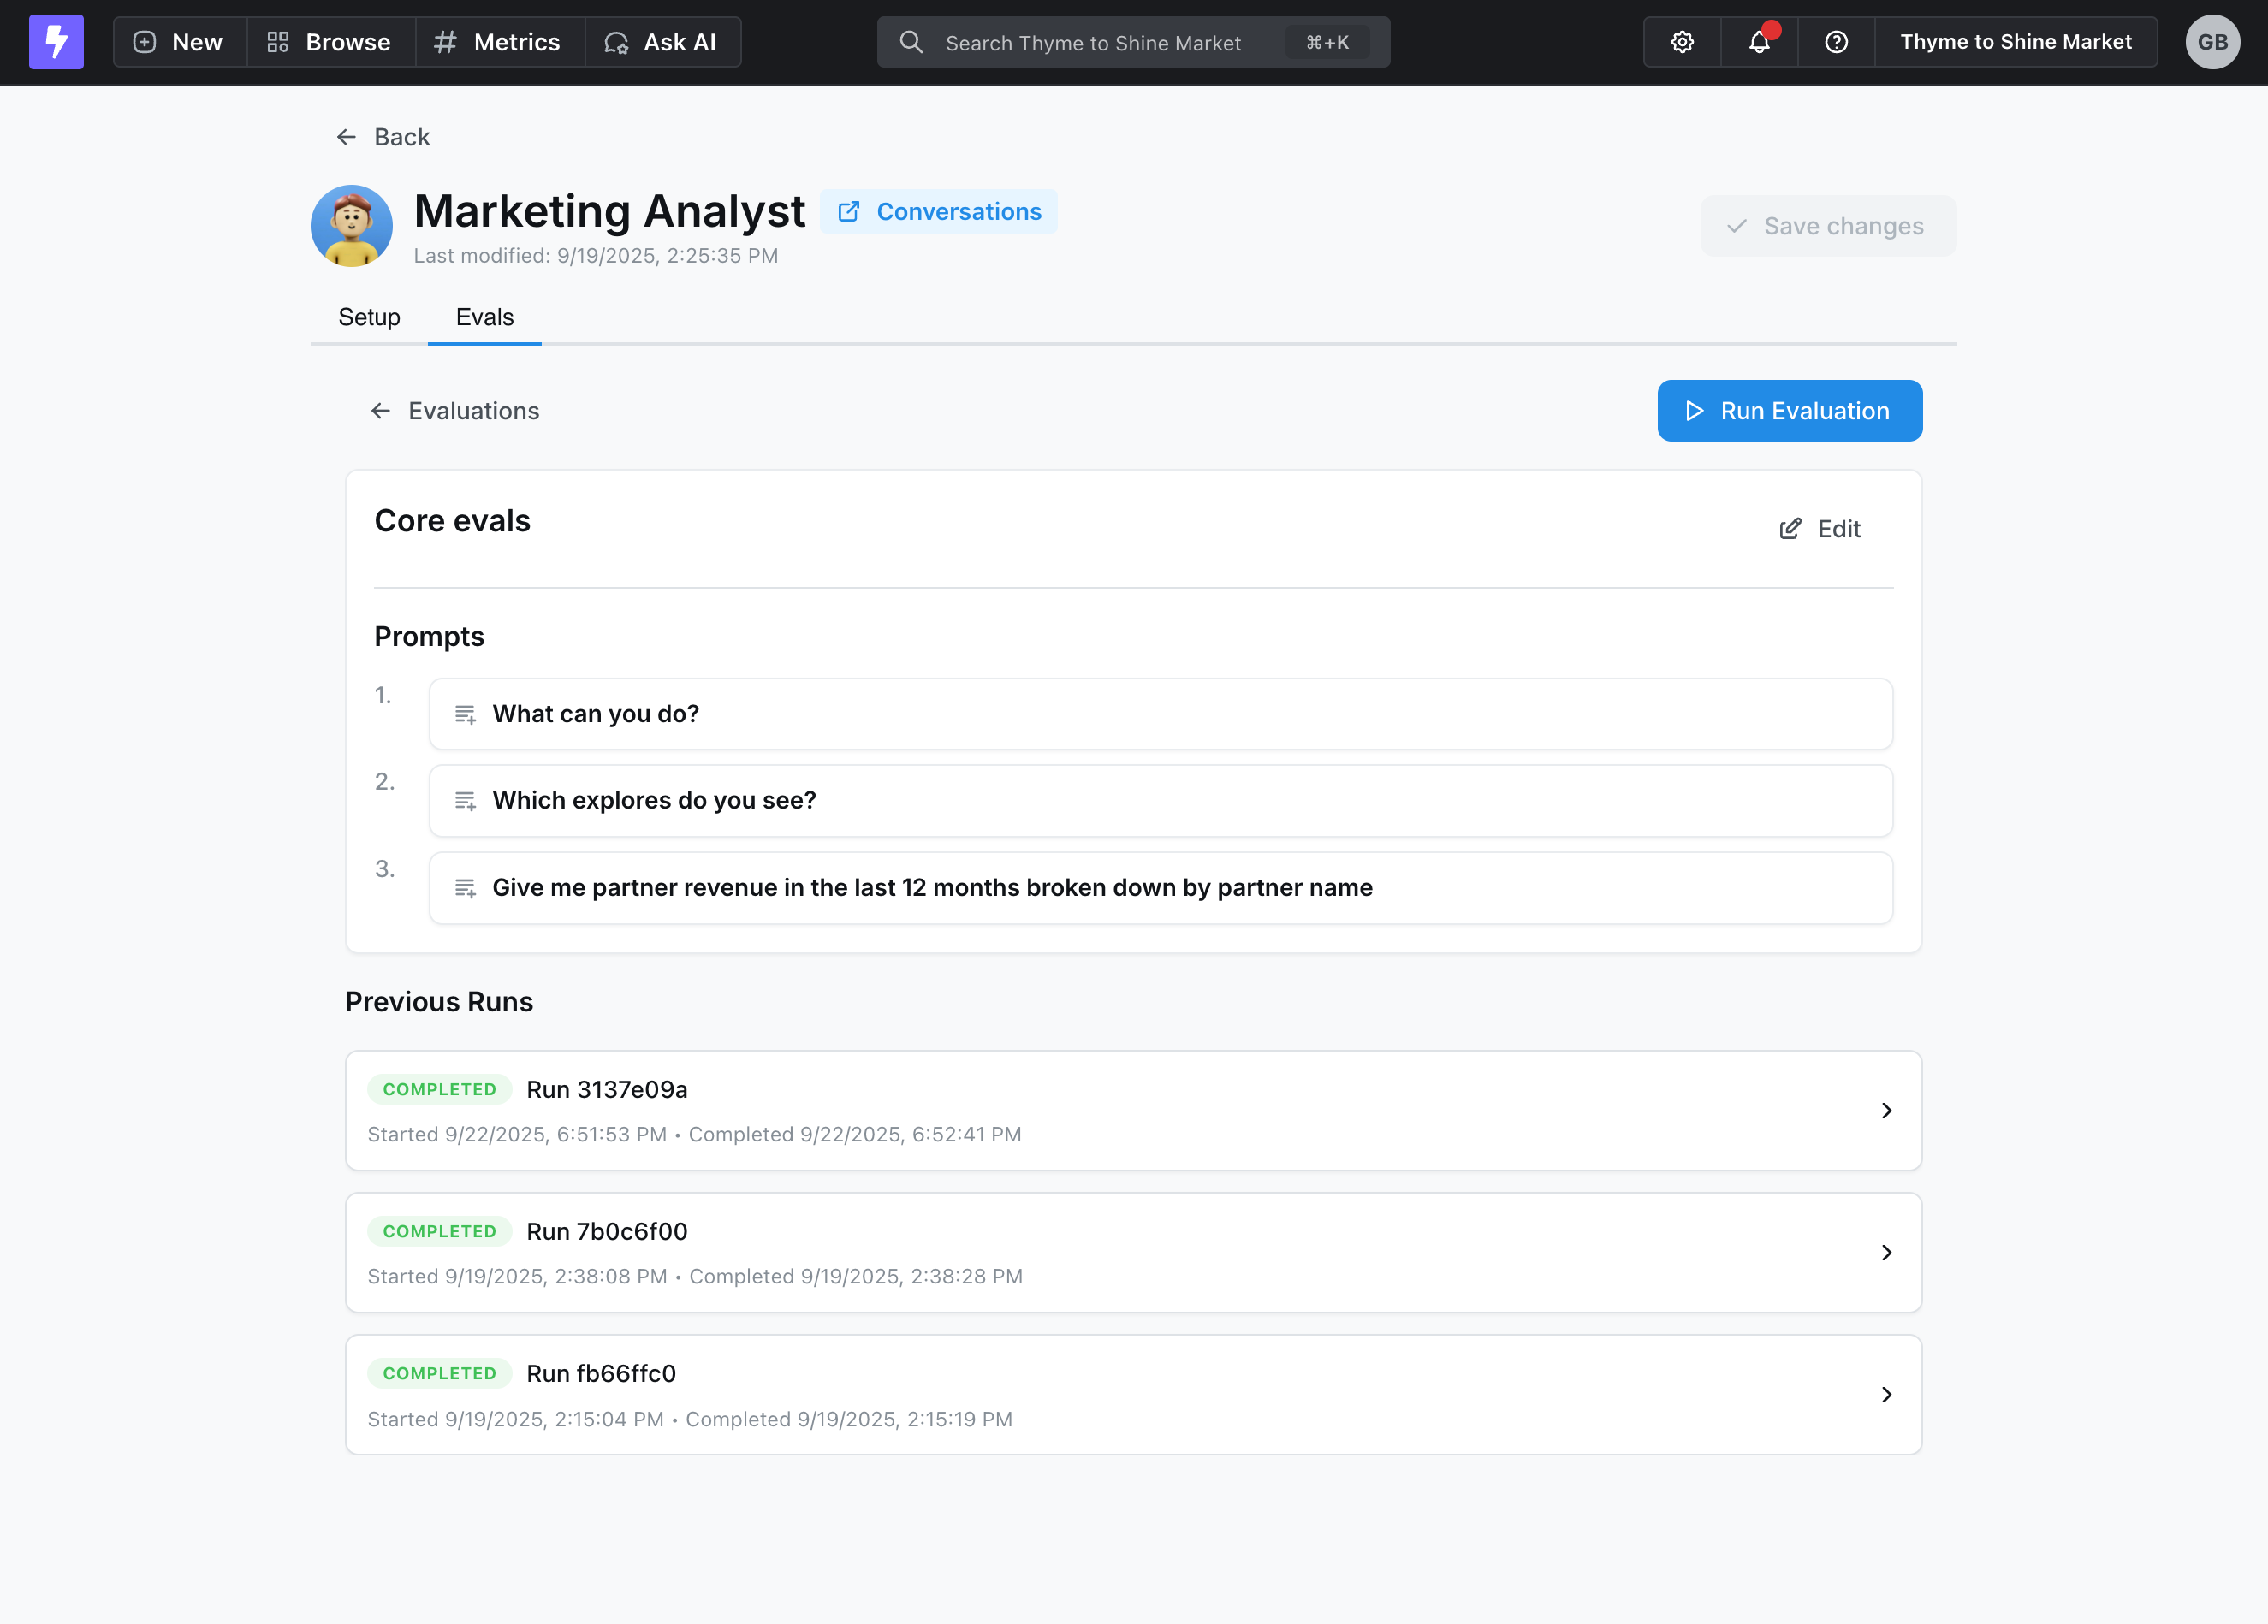 New Browse Metrics Ask AI Search Thyme to Shine Market ⌘+K Thyme to Shine Market GB
Back
Marketing Analyst Conversations
Last modified: 9/19/2025, 2:25:35 PM
Save changes
Setup Evals
Evaluations
Run Evaluation
Core evals
Edit
Prompts
1. What can you do?
2. Which explores do you see?
3. Give me partner revenue in the last 12 months broken down by partner name
Previous Runs
COMPLETED Run 3137e09a
Started 9/22/2025, 6:51:53 PM • Completed 9/22/2025, 6:52:41 PM
COMPLETED Run 7b0c6f00
Started 9/19/2025, 2:38:08 PM • Completed 9/19/2025, 2:38:28 PM
COMPLETED Run fb66ffc0
Started 9/19/2025, 2:15:04 PM • Completed 9/19/2025, 2:15:19 PM